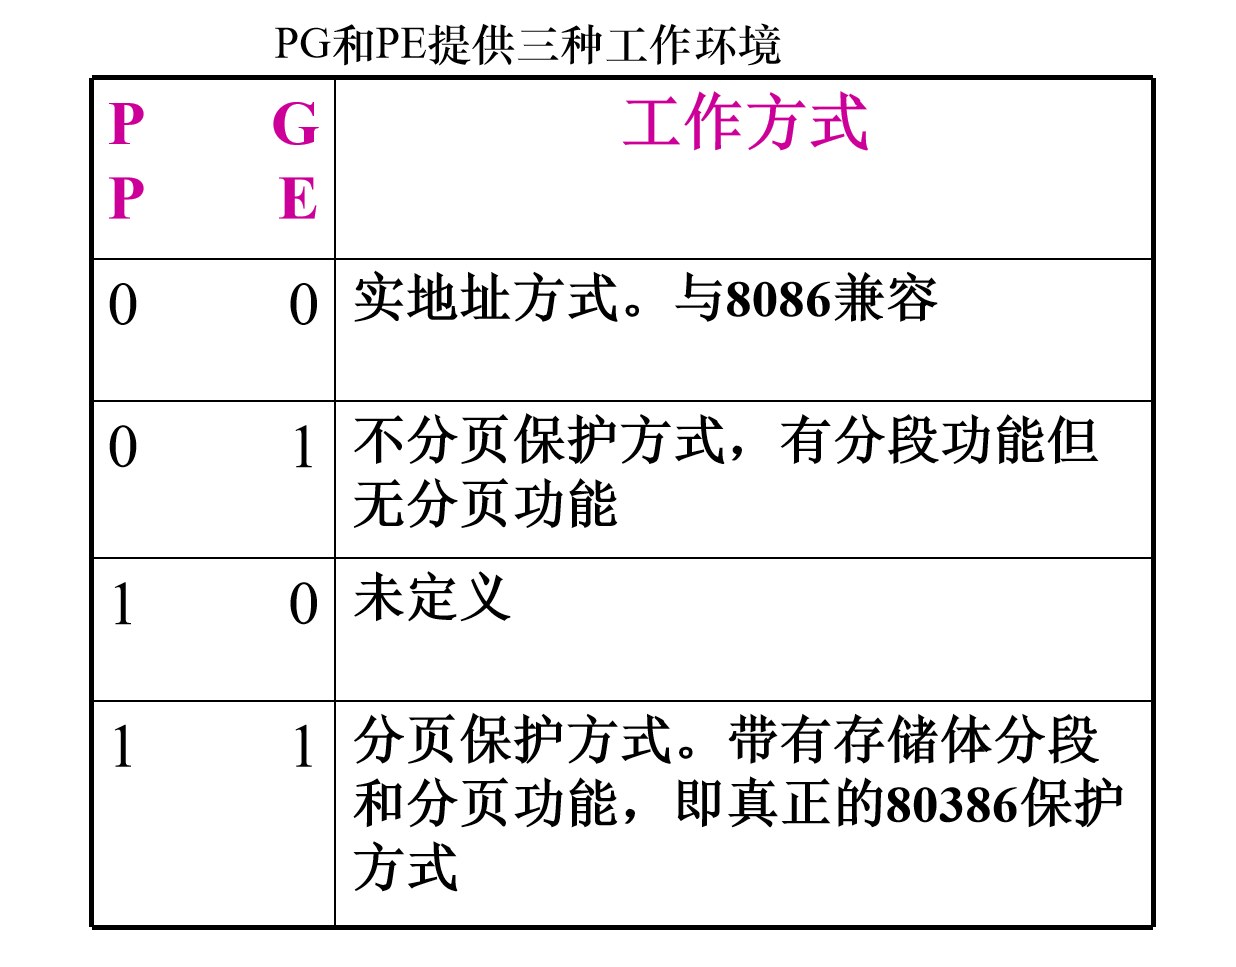 PG和PE提供三种工作环境
P G 工作方式
P E
0 0 实地址方式。与8086兼容
0 1 不分页保护方式，有分段功能但
无分页功能
1 0 未定义
1 1 分页保护方式。带有存储体分段
和分页功能，即真正的80386保护
方式